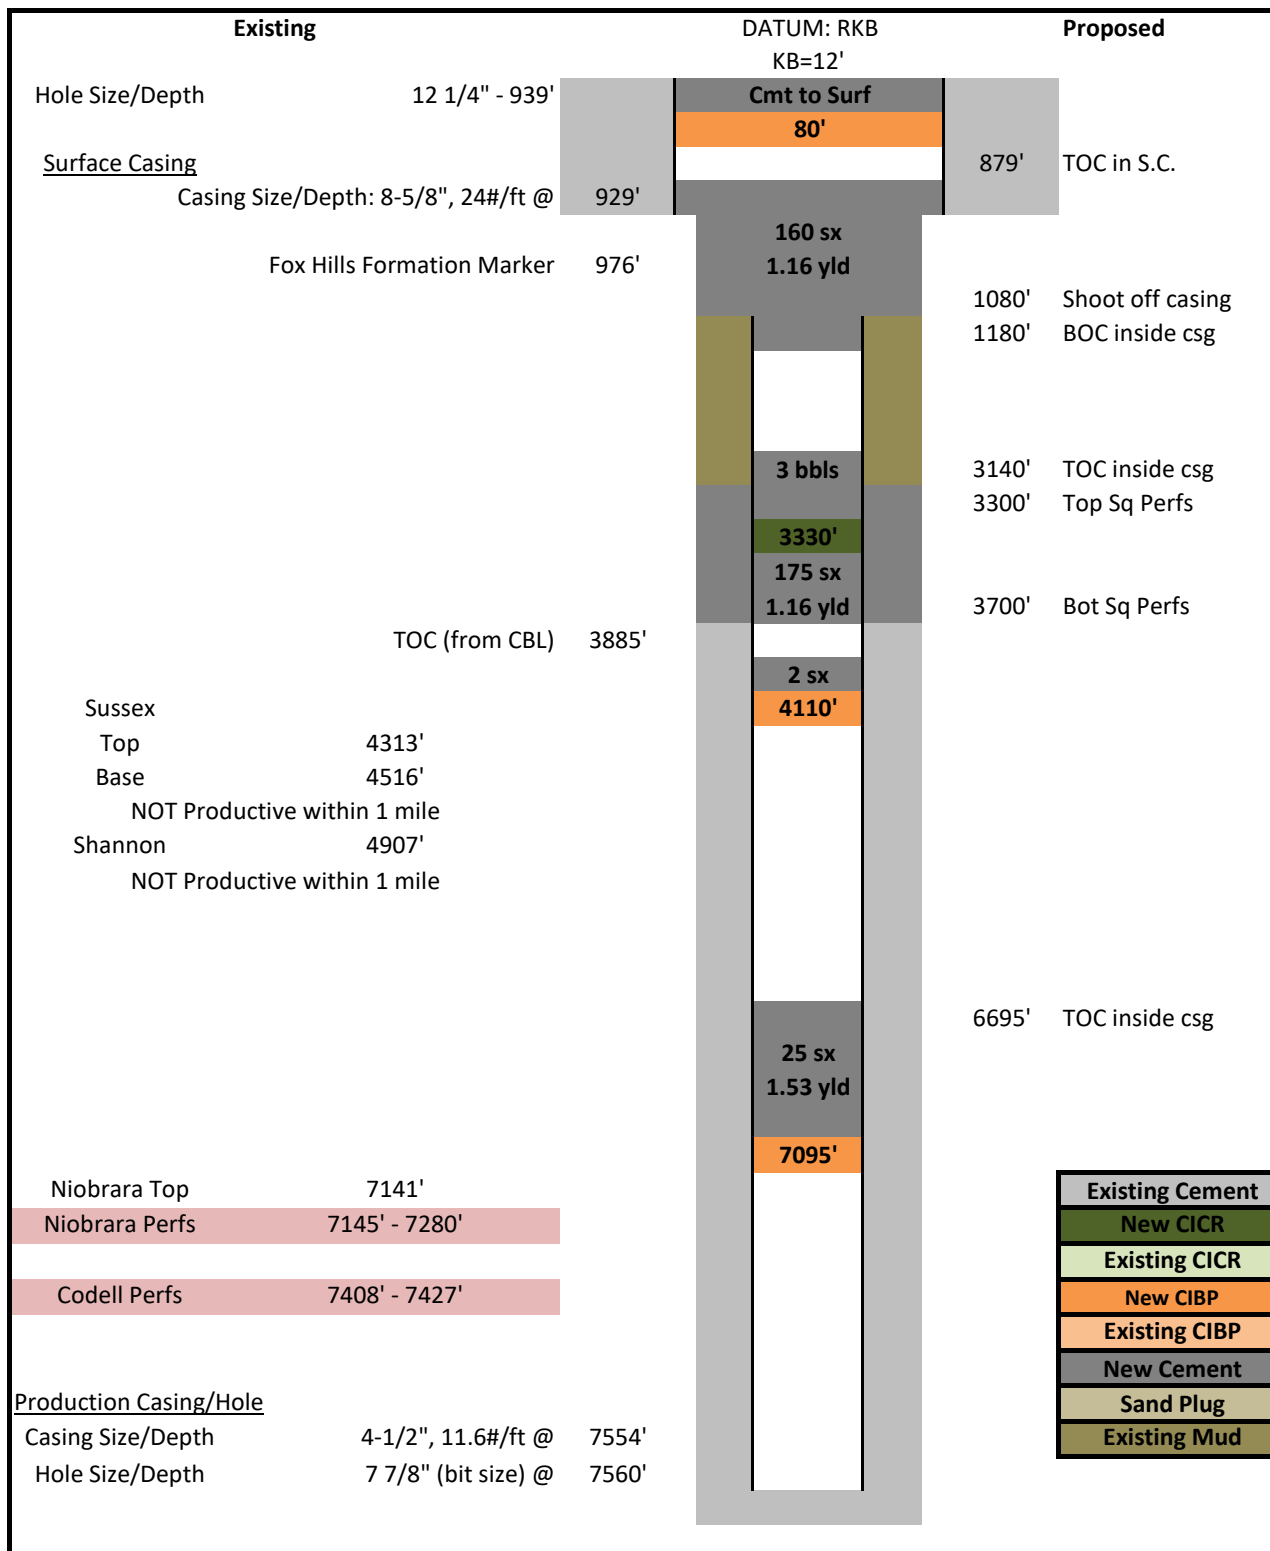 Existing DATUM: RKB Proposed
KB=12'
Hole Size/Depth 12 1/4" - 939' Cmt to Surf
80'
Surface Casing 879' TOC in S.C.
Casing Size/Depth: 8-5/8", 24#/ft @ 929'
160 sx
Fox Hills Formation Marker 976' 1.16 yld
1080' Shoot off casing
1180' BOC inside csg
3 bbls 3140' TOC inside csg
3300' Top Sq Perfs
3330'
175 sx
1.16 yld 3700' Bot Sq Perfs
TOC (from CBL) 3885'
2 sx
Sussex 4110'
Top 4313'
Base 4516'
NOT Productive within 1 mile
Shannon 4907'
NOT Productive within 1 mile
6695' TOC inside csg
25 sx
1.53 yld
7095'
Niobrara Top 7141' Existing Cement
Niobrara Perfs 7145' - 7280' New CICR
Existing CICR
Codell Perfs 7408' - 7427' New CIBP
Existing CIBP
New Cement
Production Casing/Hole Sand Plug
Casing Size/Depth 4-1/2", 11.6#/ft @ 7554' Existing Mud
Hole Size/Depth 7 7/8" (bit size) @ 7560'